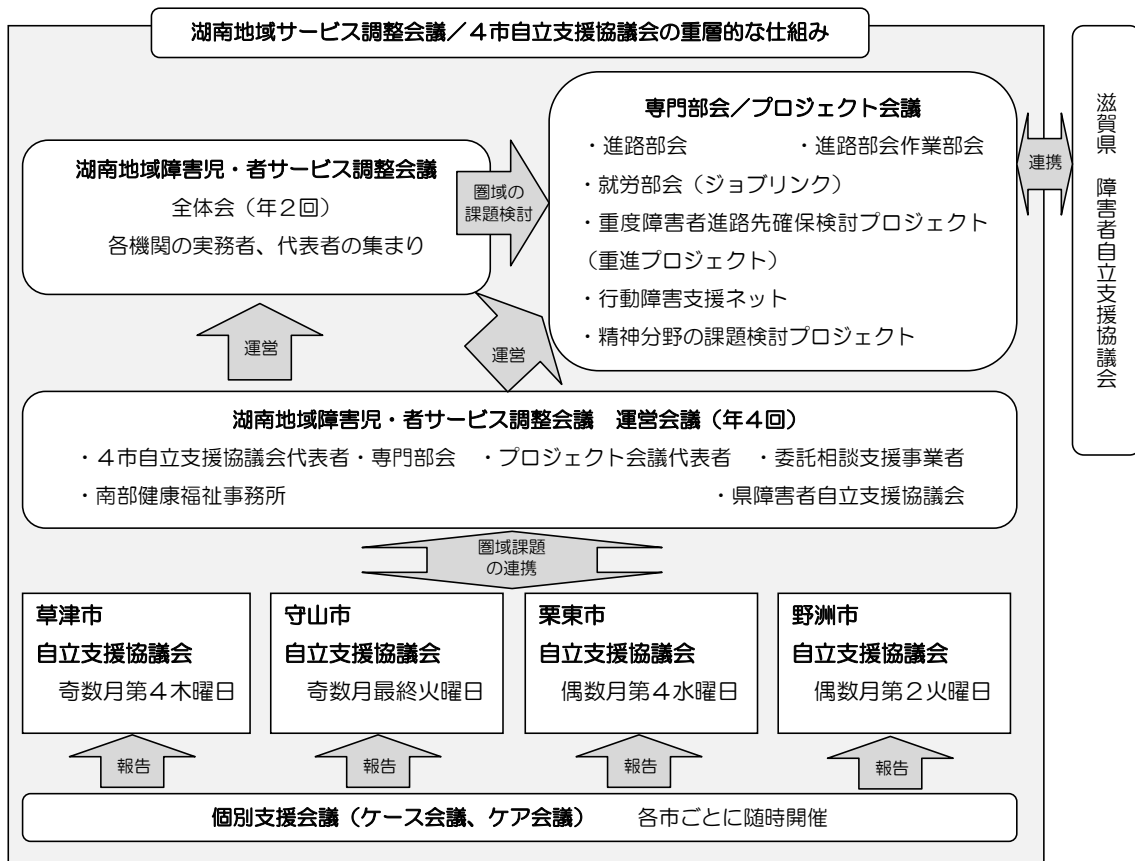 湖南地域サービス調整会議／４市自立支援協議会の重層的な仕組み
専門部会／プロジェクト会議
・進路部会　・進路部会作業部会
・就労部会（ジョブリンク）
・重度障害者進路先確保検討プロジェクト
（重進プロジェクト）
・行動障害支援ネット
・精神分野の課題検討プロジェクト
連携
滋賀県　障害者自立支援協議会
湖南地域障害児・者サービス調整会議
全体会（年２回）
各機関の実務者、代表者の集まり
圏域の
課題検討
運営
運営
湖南地域障害児・者サービス調整会議　運営会議（年４回）
・４市自立支援協議会代表者・専門部会　・プロジェクト会議代表者　・委託相談支援事業者
・南部健康福祉事務所　・県障害者自立支援協議会
圏域課題
の連携
草津市
自立支援協議会
奇数月第４木曜日
守山市
自立支援協議会
奇数月最終火曜日
栗東市
自立支援協議会
偶数月第４水曜日
野洲市
自立支援協議会
偶数月第２火曜日
報告
報告
報告
報告
個別支援会議（ケース会議、ケア会議）　各市ごとに随時開催